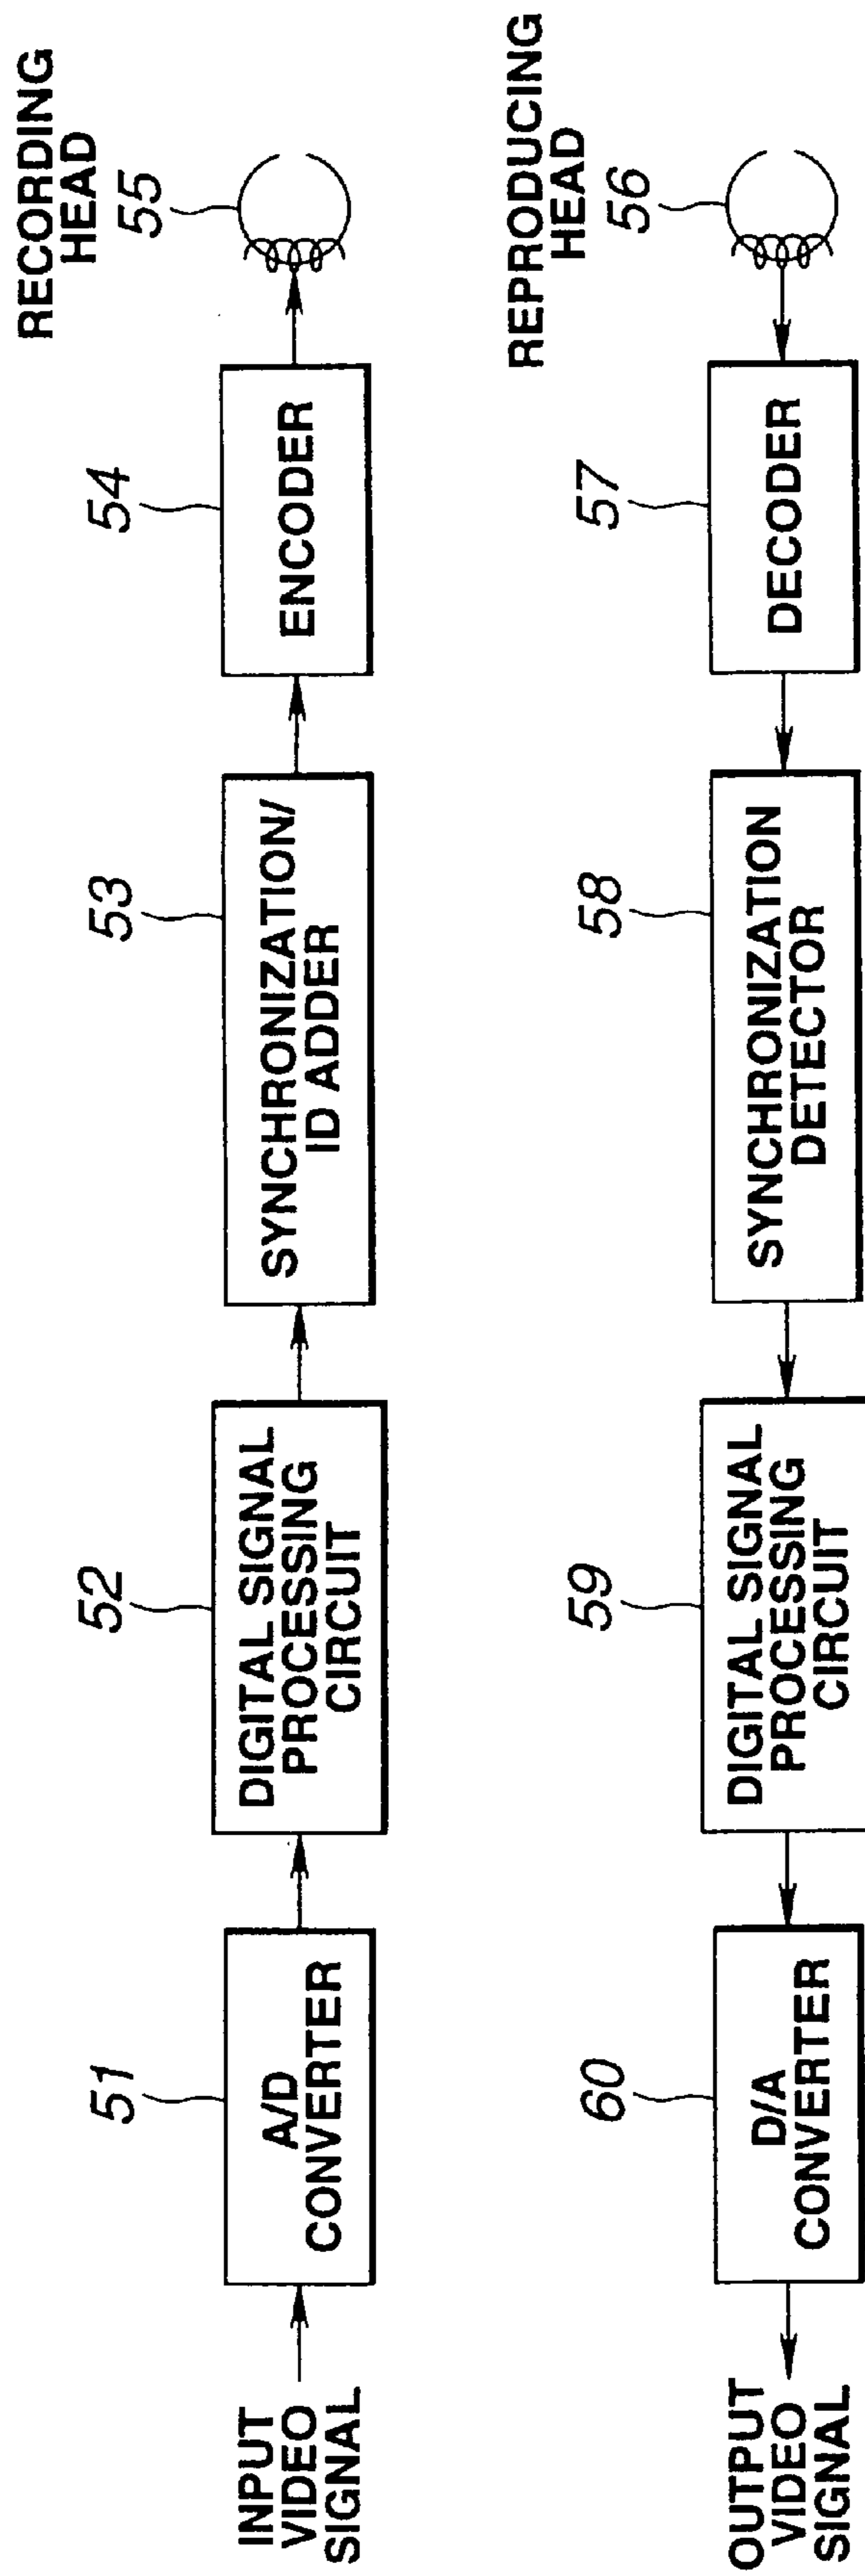 INPUT
VIDEO
SIGNAL
51
A/D
CONVERTER
52
DIGITAL SIGNAL
PROCESSING
CIRCUIT
53
SYNCHRONIZATION/
ID ADDER
54
ENCODER
RECORDING
HEAD
55
OUTPUT
VIDEO
SIGNAL
60
D/A
CONVERTER
59
DIGITAL SIGNAL
PROCESSING
CIRCUIT
58
SYNCHRONIZATION
DETECTOR
57
DECODER
REPRODUCING
HEAD
56